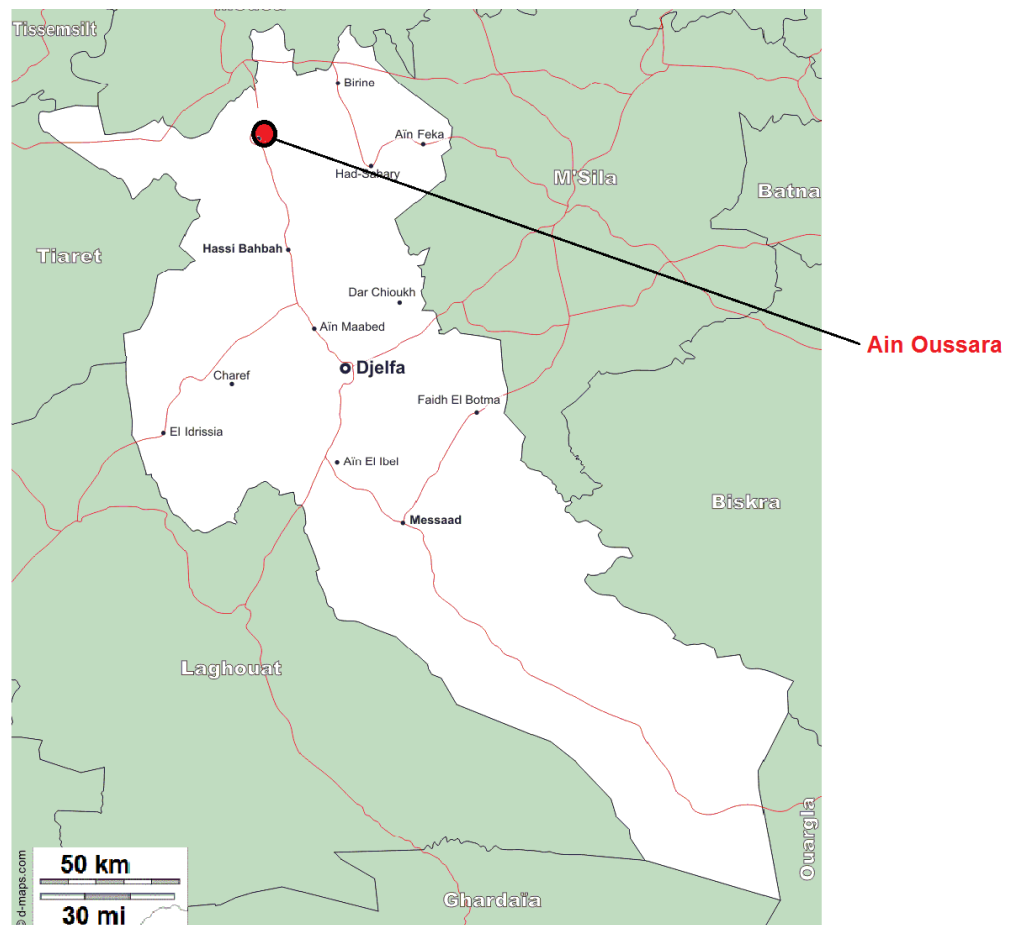 Tissemsilt
Birine
Aïn Feka
Had-Sahary
M'Sila
Batna
Tiaret
Hassi Bahbah
Dar Chioukh
Aïn Maabed
Ain Oussara
Djelfa
Charef
Faidh El Botma
El Idrissia
Aïn El Ibel
Biskra
Messaad
Laghouat
Ouargla
50 km
Ghardaïa
30 mi
© d-maps.com